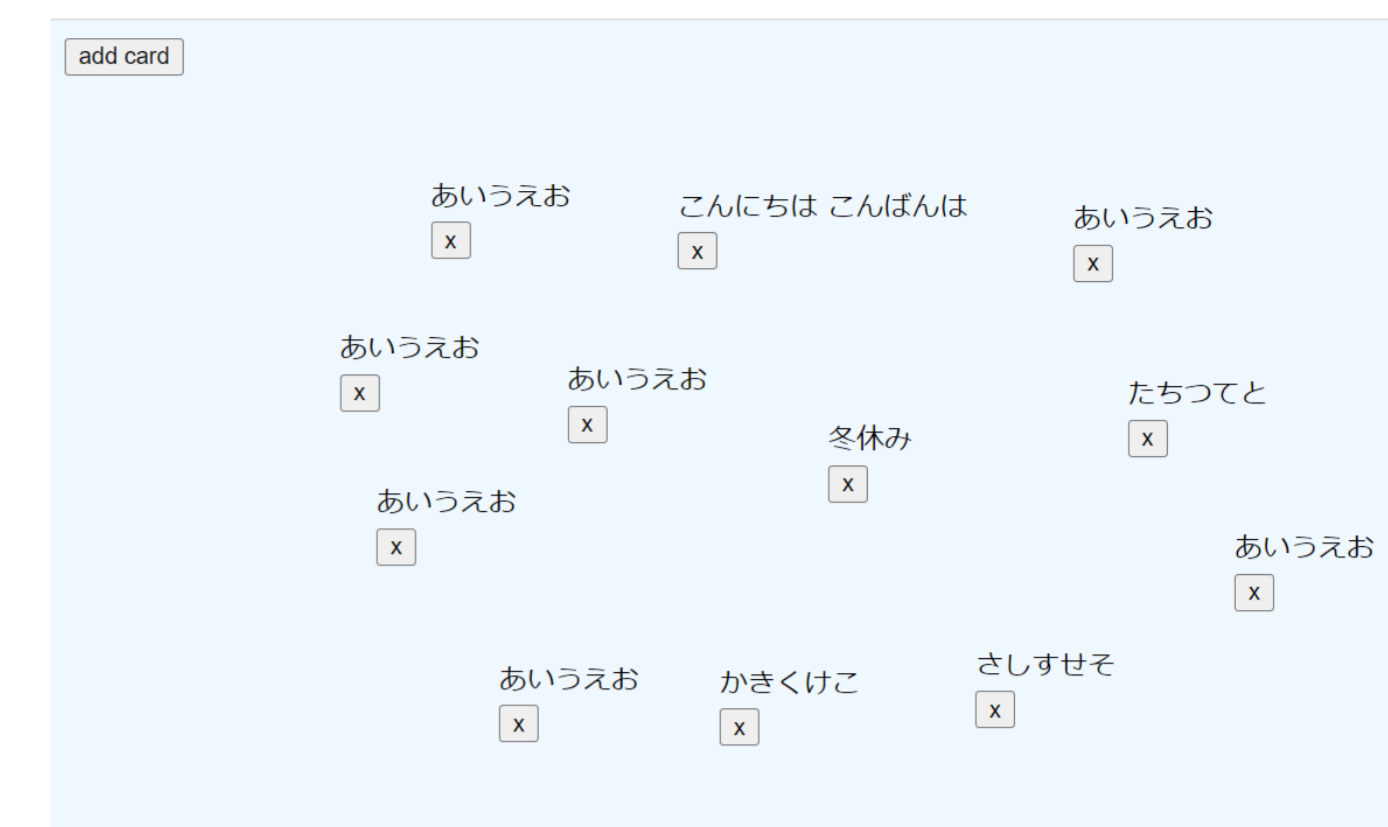 add card
あいうえお
x
こんにちは こんばんは
x
あいうえお
x
あいうえお
x
あいうえお
x
たちつてと
x
冬休み
x
あいうえお
x
あいうえお
x
さしすせそ
x
あいうえお
x
かきくけこ
x